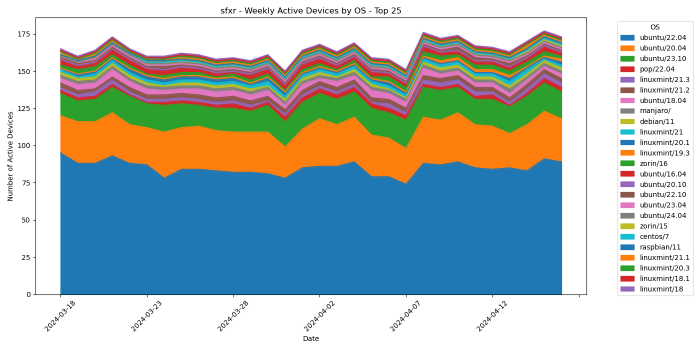 sfxr - Weekly Active Devices by OS - Top 25
Number of Active Devices
175
150
125
100
75
50
25
0
2024-03-18
2024-03-23
2024-03-28
2024-04-02
2024-04-07
2024-04-12
Date
OS
ubuntu/22.04
ubuntu/20.04
ubuntu/23.10
pop/22.04
linuxmint/21.3
linuxmint/21.2
ubuntu/18.04
manjaro/
debian/11
linuxmint/21
linuxmint/20.1
linuxmint/19.3
zorin/16
ubuntu/16.04
ubuntu/20.10
ubuntu/22.10
ubuntu/23.04
ubuntu/24.04
zorin/15
centos/7
raspbian/11
linuxmint/21.1
linuxmint/20.3
linuxmint/18.1
linuxmint/18